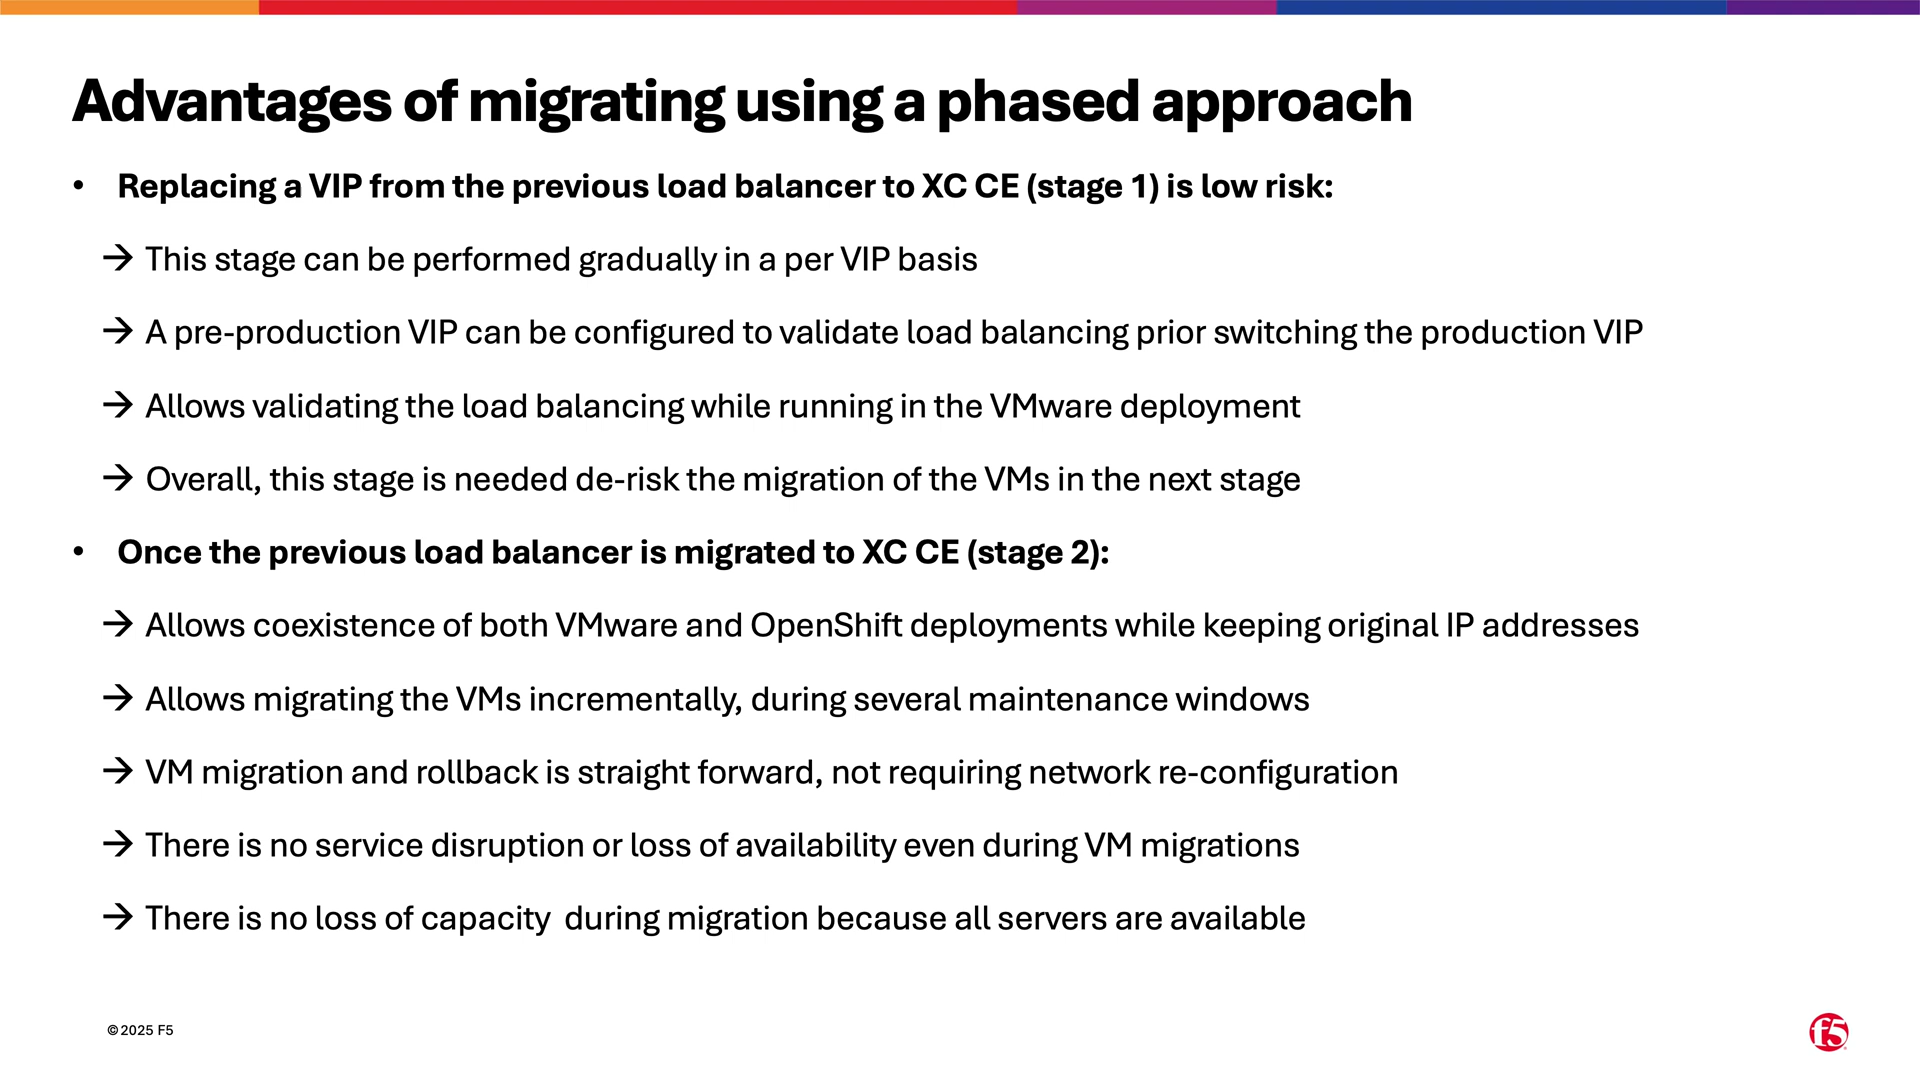 Advantages of migrating using a phased approach
• Replacing a VIP from the previous load balancer to XC CE (stage 1) is low risk:
→ This stage can be performed gradually in a per VIP basis
→ A pre-production VIP can be configured to validate load balancing prior switching the production VIP
→ Allows validating the load balancing while running in the VMware deployment
→ Overall, this stage is needed de-risk the migration of the VMs in the next stage
• Once the previous load balancer is migrated to XC CE (stage 2):
→ Allows coexistence of both VMware and OpenShift deployments while keeping original IP addresses
→ Allows migrating the VMs incrementally, during several maintenance windows
→ VM migration and rollback is straight forward, not requiring network re-configuration
→ There is no service disruption or loss of availability even during VM migrations
→ There is no loss of capacity  during migration because all servers are available
©2025 F5
f5